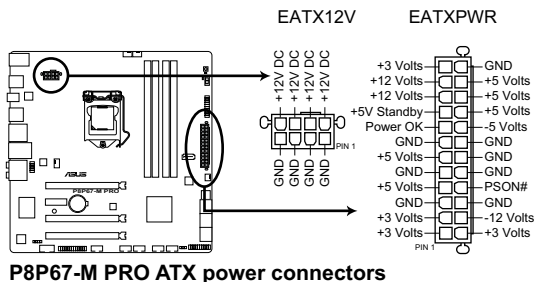 EATX12V
EATXPWR
+12V DC
+12V DC
+12V DC
+12V DC
GND
GND
GND
GND
PIN 1
+3 Volts GND
+12 Volts +5 Volts
+12 Volts +5 Volts
+5V Standby +5 Volts
Power OK -5 Volts
GND GND
+5 Volts GND
GND GND
+5 Volts PSON#
GND GND
+3 Volts -12 Volts
+3 Volts +3 Volts
PIN 1
ASUS
P8P67-M PRO
P8P67-M PRO ATX power connectors